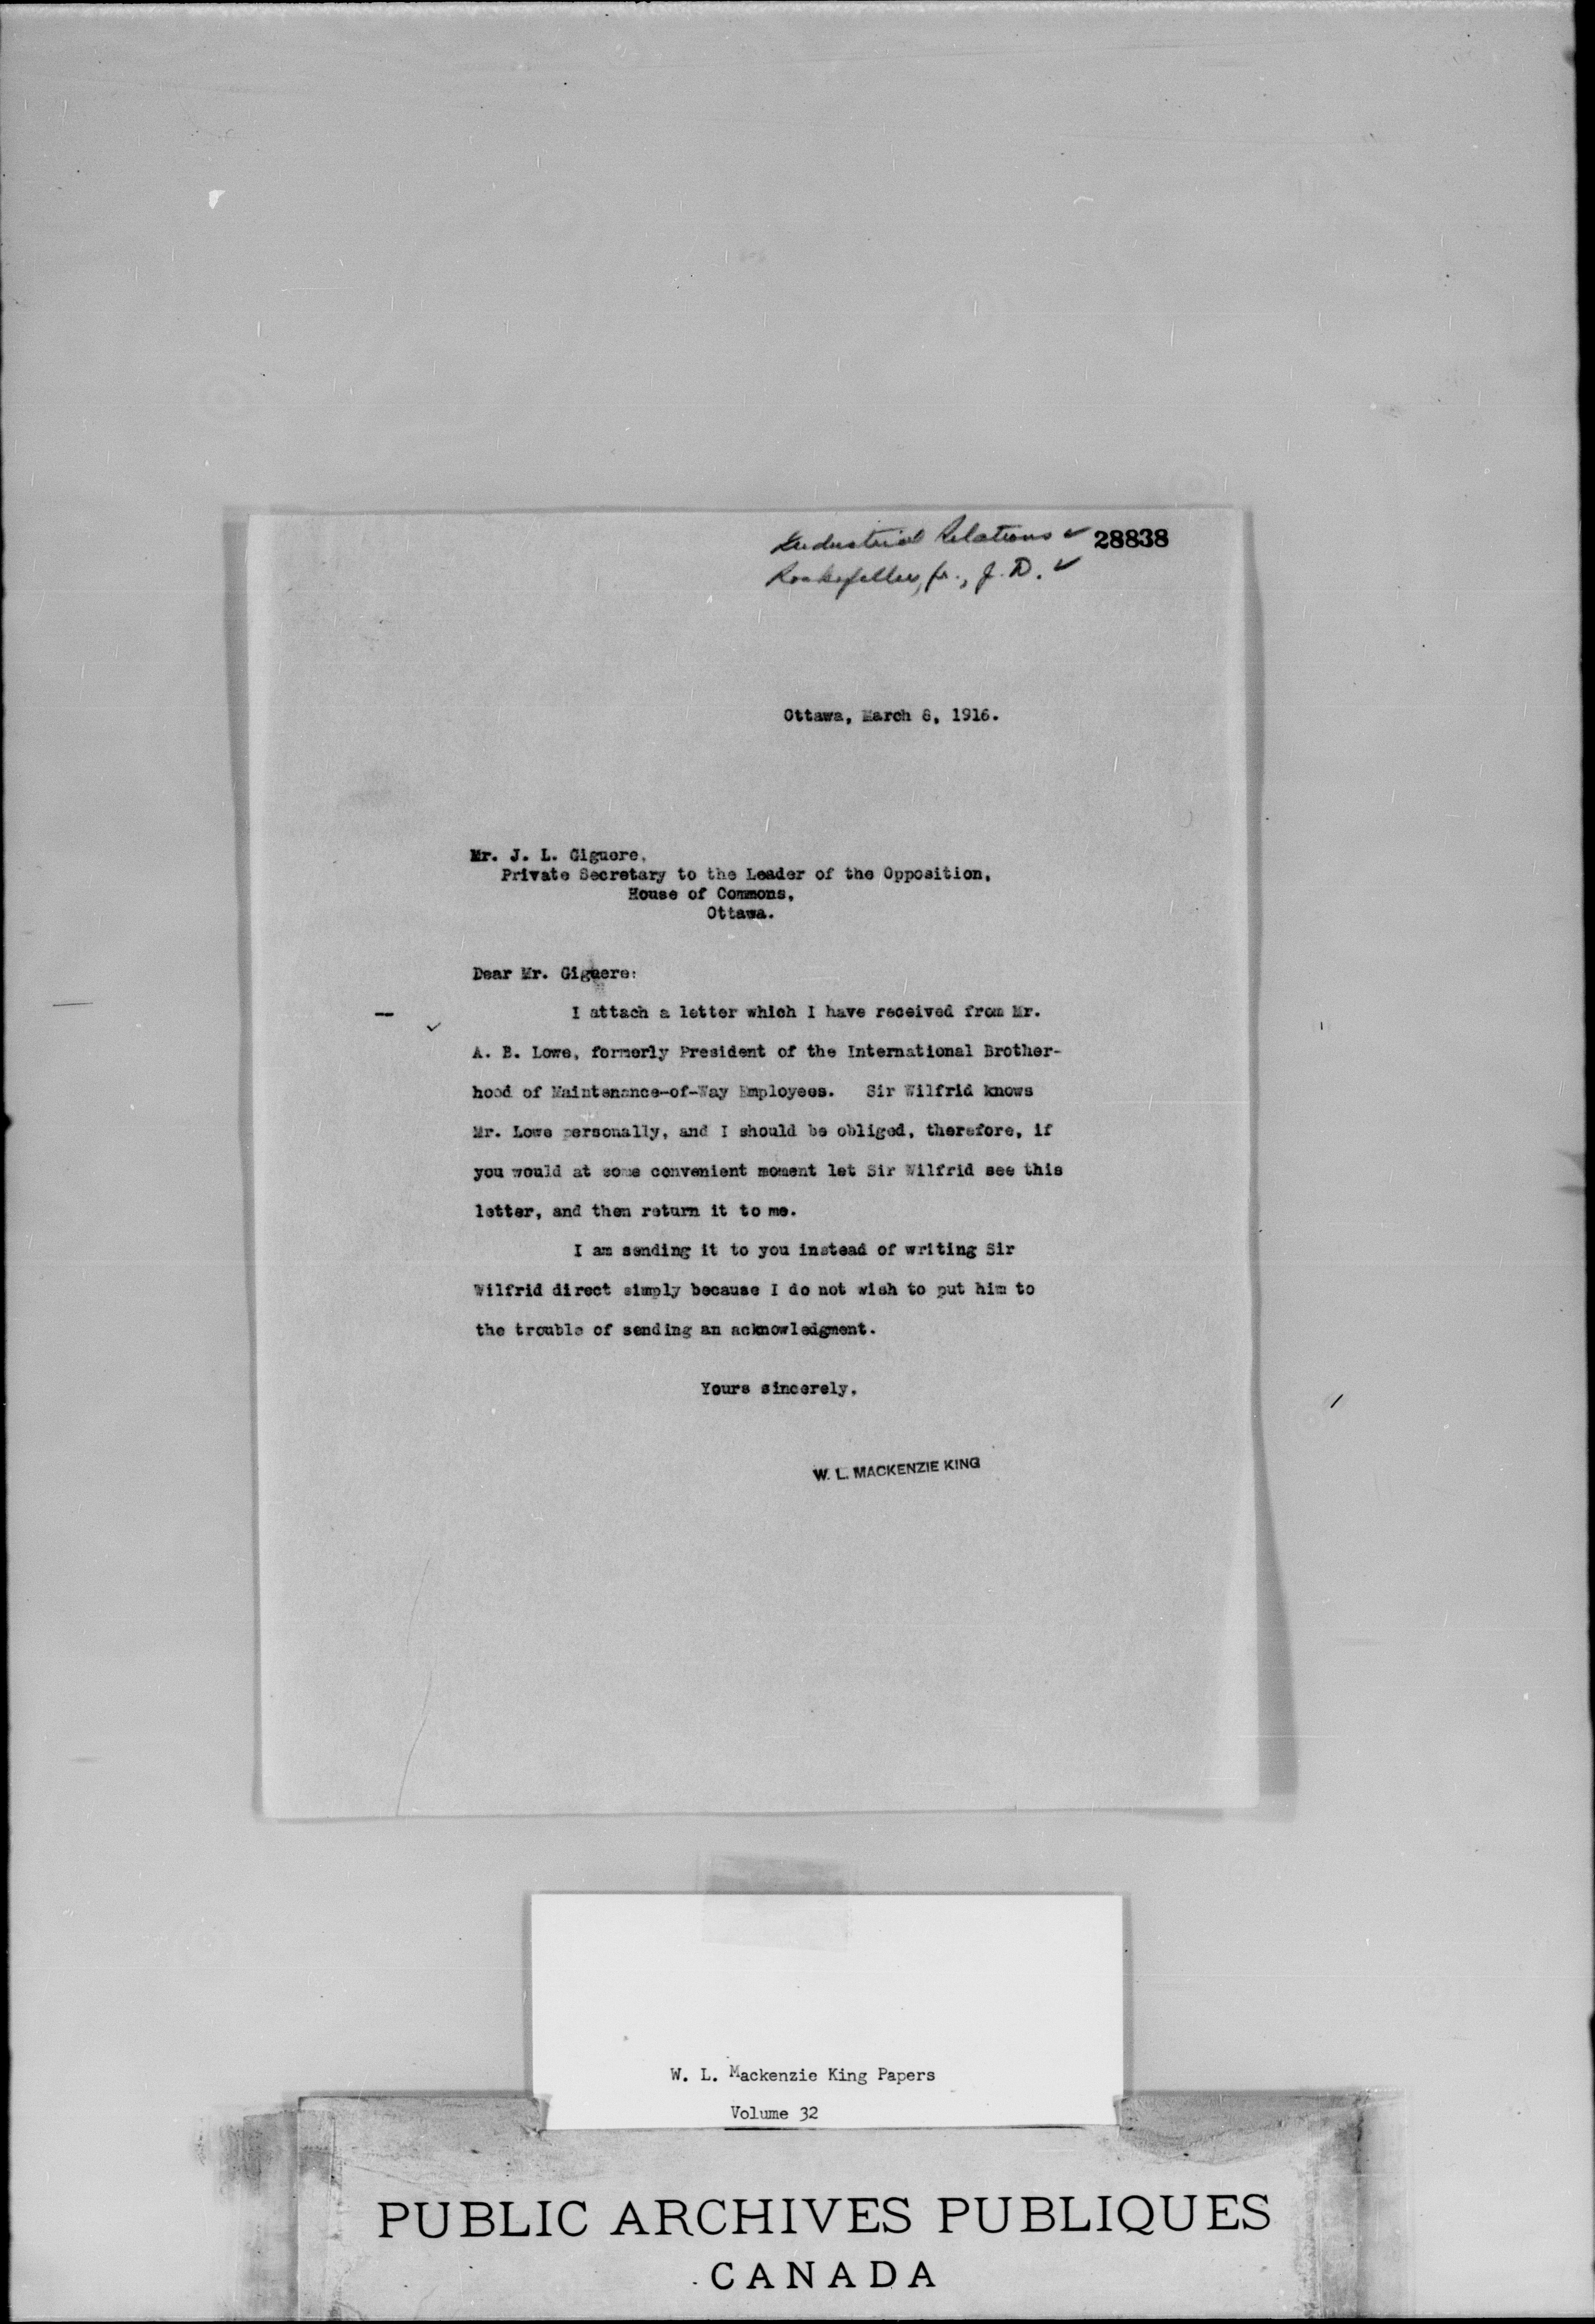 Industrial Relations ✓ 28838
Rockefeller, Jr., J. D. ✓
Ottawa, March 6, 1916.
Mr. J. L. Giguere,
Private Secretary to the Leader of the Opposition,
House of Commons,
Ottawa.
Dear Mr. Giguere:
I attach a letter which I have received from Mr.
A. B. Lowe, formerly President of the International Brother-
hood of Maintenance-of-Way Employees. Sir Wilfrid knows
Mr. Lowe personally, and I should be obliged, therefore, if
you would at some convenient moment let Sir Wilfrid see this
letter, and then return it to me.
I am sending it to you instead of writing Sir
Wilfrid direct simply because I do not wish to put him to
the trouble of sending an acknowledgment.
Yours sincerely,
W. L. MACKENZIE KING
W. L. Mackenzie King Papers
Volume 32
PUBLIC ARCHIVES PUBLIQUES
CANADA